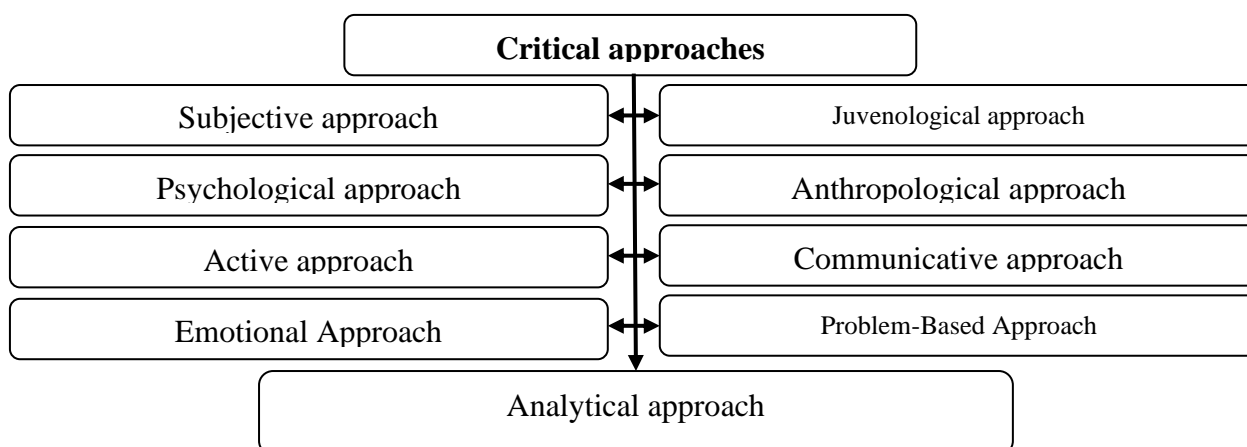 Critical approaches
Subjective approach
Juvenological approach
Psychological approach
Anthropological approach
Active approach
Communicative approach
Emotional Approach
Problem-Based Approach
Analytical approach